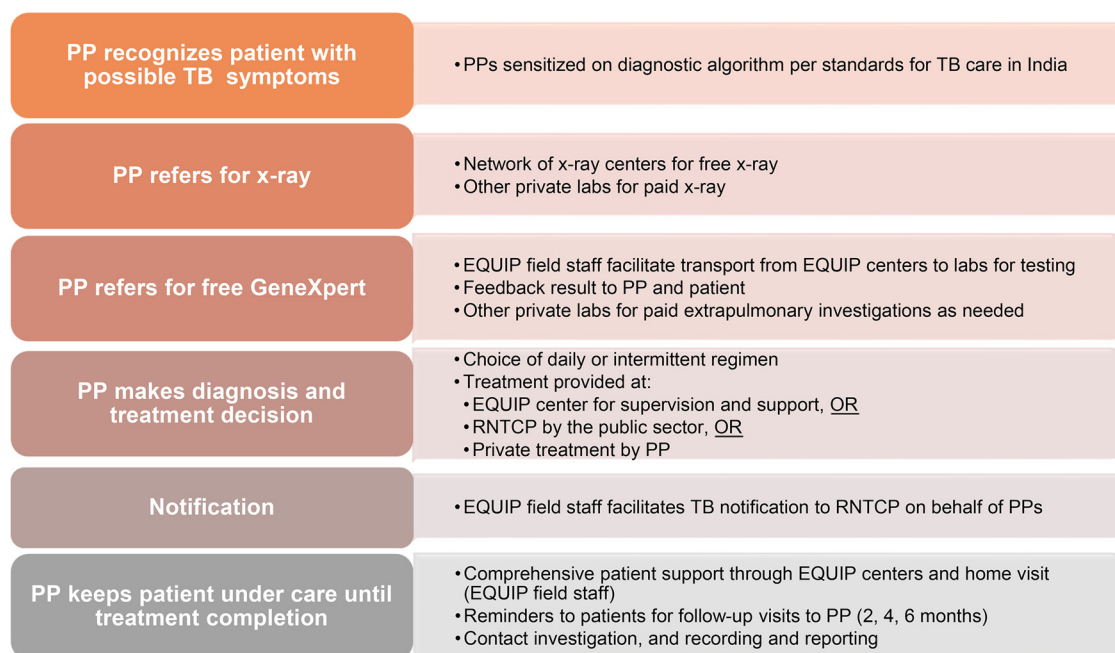 PP recognizes patient with
possible TB symptoms
•PPs sensitized on diagnostic algorithm per standards for TB care in India
PP refers for x-ray
•Network of x-ray centers for free x-ray
•Other private labs for paid x-ray
PP refers for free GeneXpert
•EQUIP field staff facilitate transport from EQUIP centers to labs for testing
•Feedback result to PP and patient
•Other private labs for paid extrapulmonary investigations as needed
PP makes diagnosis and
treatment decision
•Choice of daily or intermittent regimen
•Treatment provided at:
•EQUIP center for supervision and support, OR
•RNTCP by the public sector, OR
•Private treatment by PP
Notification
•EQUIP field staff facilitates TB notification to RNTCP on behalf of PPs
PP keeps patient under care until
treatment completion
•Comprehensive patient support through EQUIP centers and home visit
(EQUIP field staff)
•Reminders to patients for follow-up visits to PP (2, 4, 6 months)
•Contact investigation, and recording and reporting